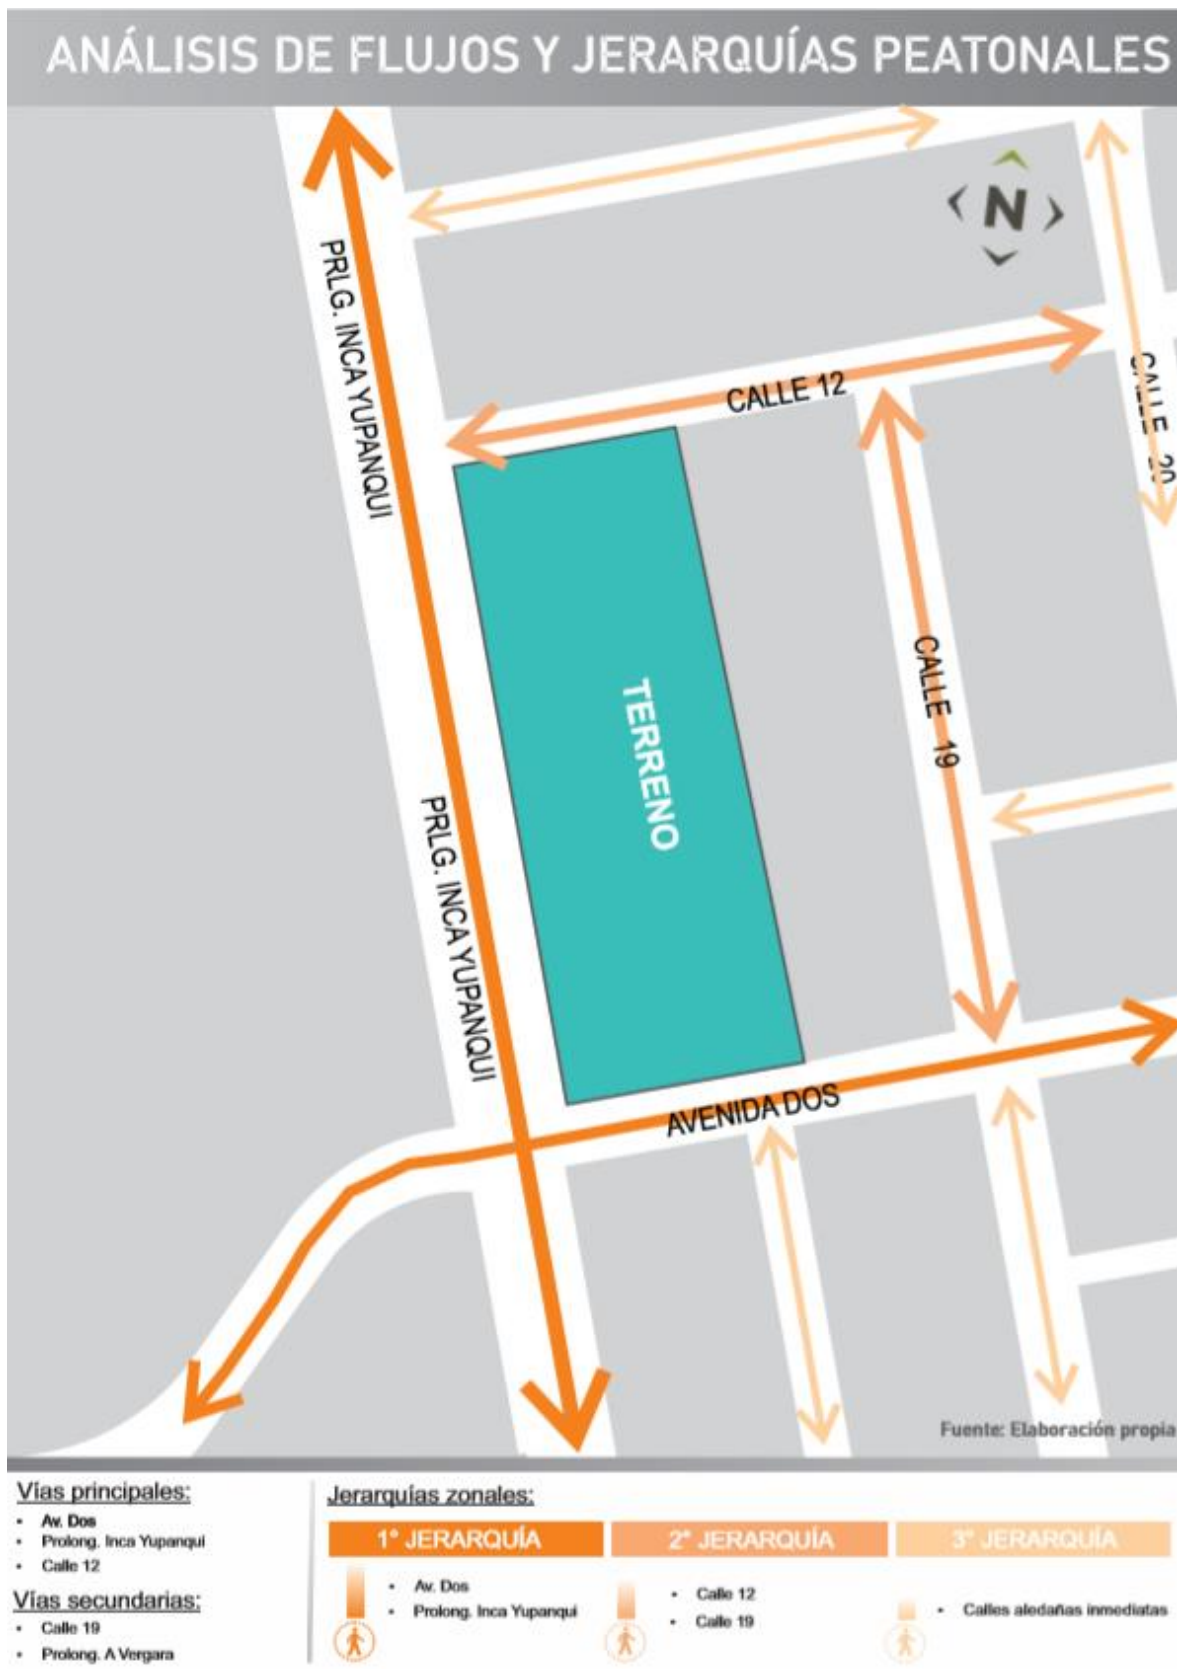 ANÁLISIS DE FLUJOS Y JERARQUÍAS PEATONALES
N
PRLG. INCA YUPANQUI
CALLE 12
CALLE 20
TERRENO
CALLE 19
PRLG. INCA YUPANQUI
AVENIDA DOS
Fuente: Elaboración propia
Vías principales:
• Av. Dos
• Prolong. Inca Yupanqui
• Calle 12
Vías secundarias:
• Calle 19
• Prolong. A Vergara
Jerarquías zonales:
1° JERARQUÍA
• Av. Dos
• Prolong. Inca Yupanqui
2° JERARQUÍA
• Calle 12
• Calle 19
3° JERARQUÍA
• Calles aledañas inmediatas